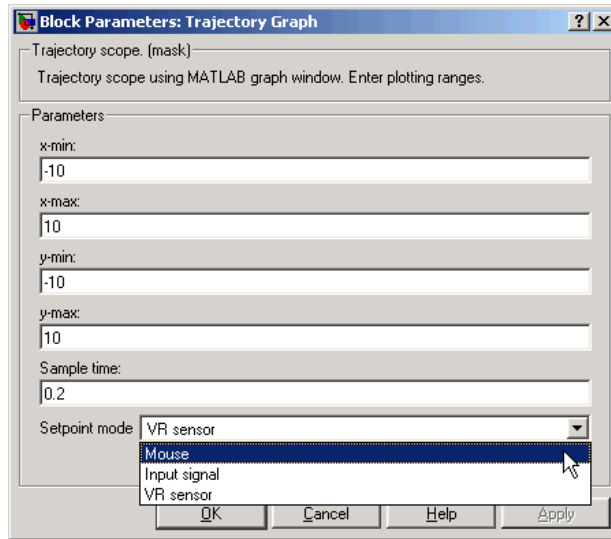 Block Parameters: Trajectory Graph
Trajectory scope. (mask)
Trajectory scope using MATLAB graph window. Enter plotting ranges.
Parameters
x-min:
-10
x-max:
10
y-min:
-10
y-max:
10
Sample time:
0.2
Setpoint mode VR sensor
Mouse
Input signal
VR sensor
OK Cancel Help Apply